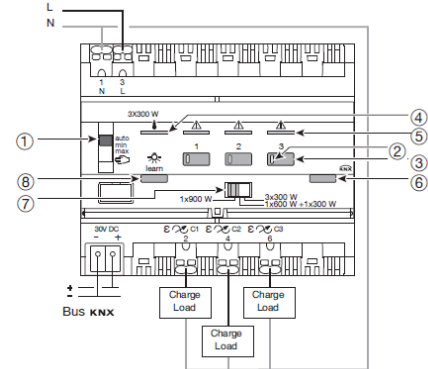 L
N
1 3
N L
3X300 W
④
①
auto
min
max
1 2 3
②
⑤
③
learn
KNX
⑧
⑥
⑦
1x900 W
3x300 W
1x600 W +1x300 W
30V DC
- +
C1 C2 C3
2 4 6
+
-
Bus KNX
Charge
Load
Charge
Load
Charge
Load